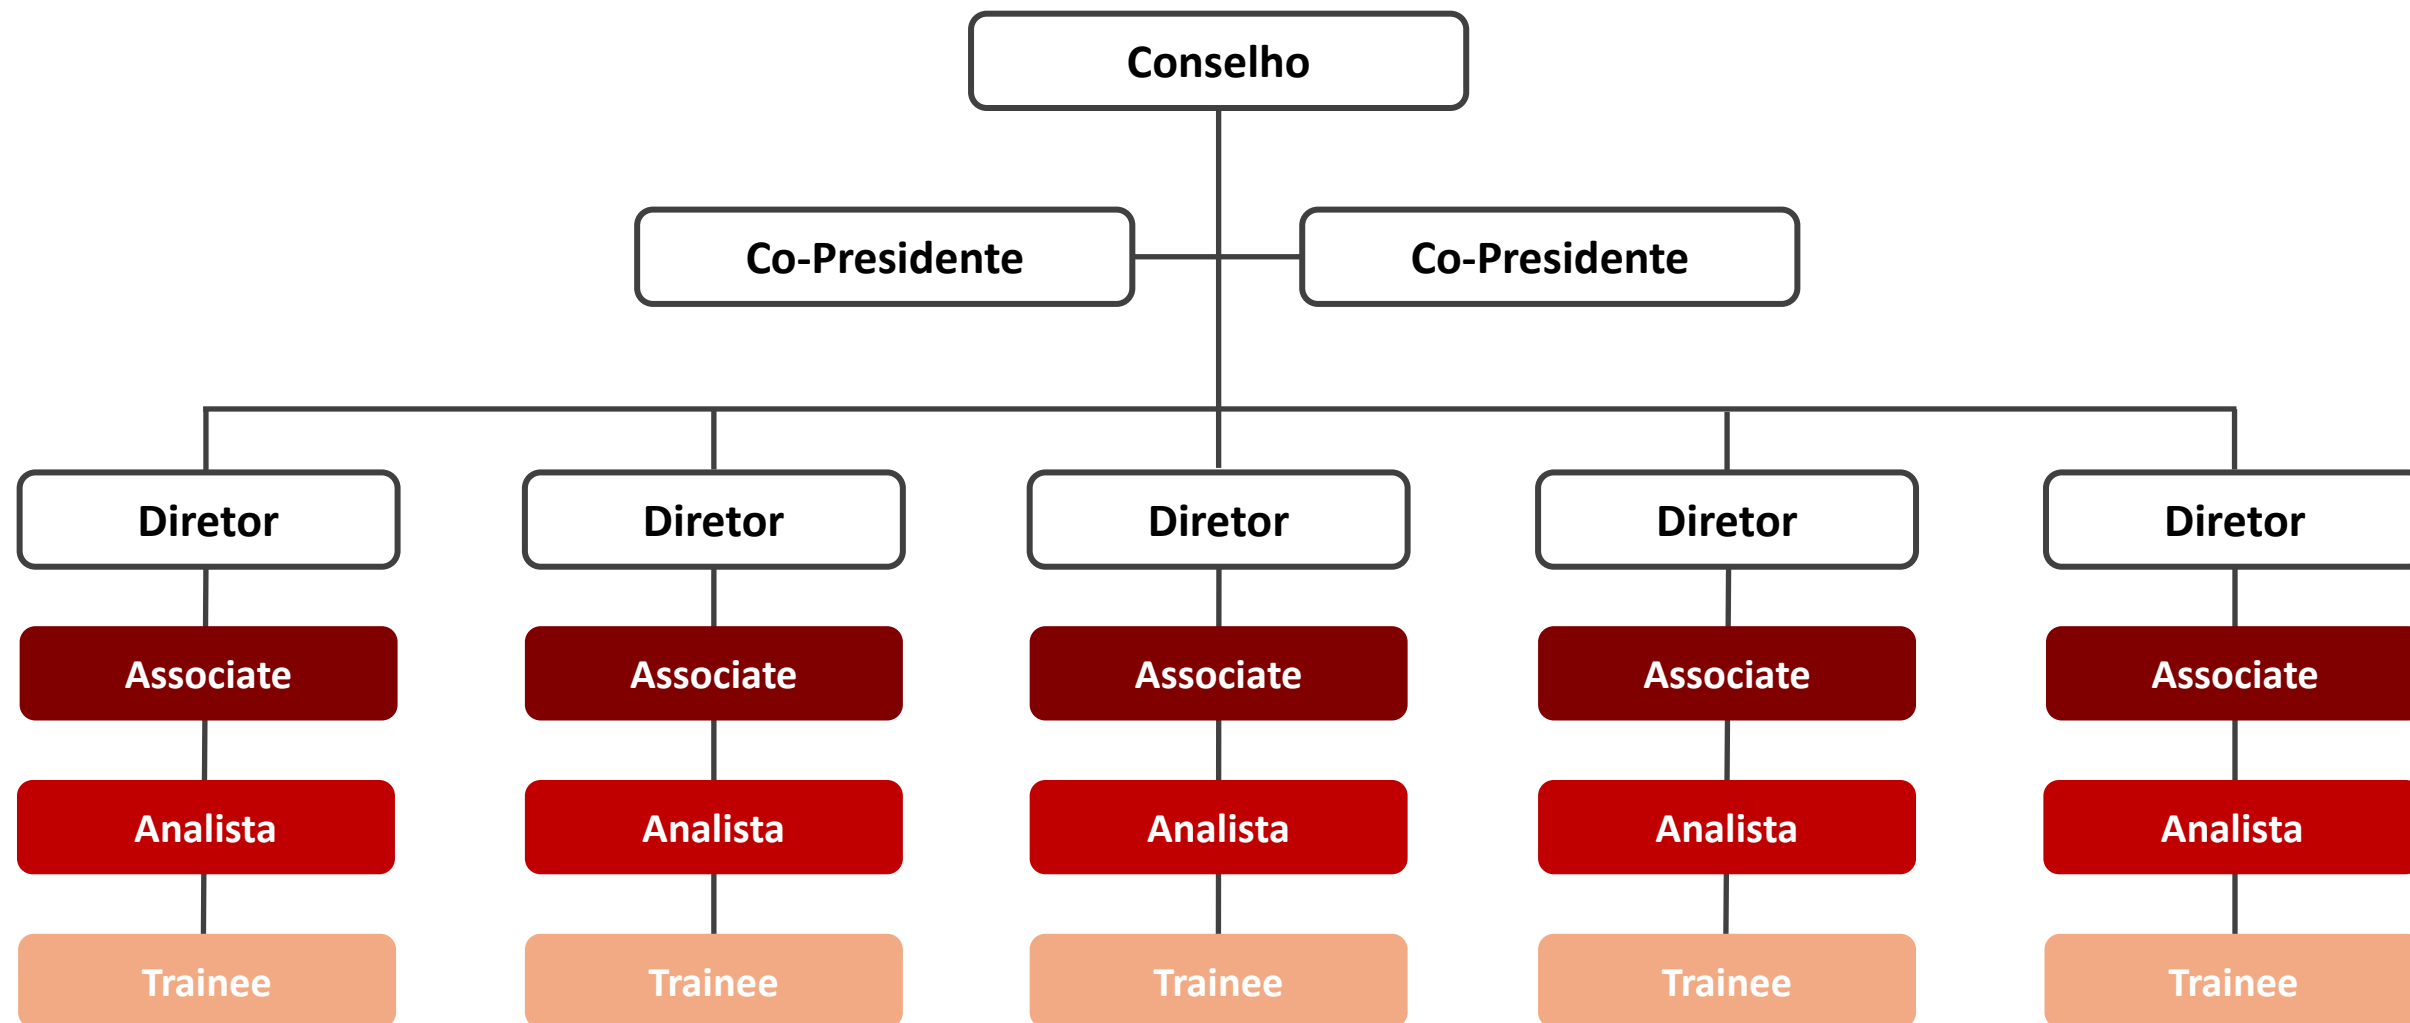 Conselho
Co-Presidente Co-Presidente
Diretor Diretor Diretor Diretor Diretor
Associate Associate Associate Associate Associate
Analista Analista Analista Analista Analista
Trainee Trainee Trainee Trainee Trainee